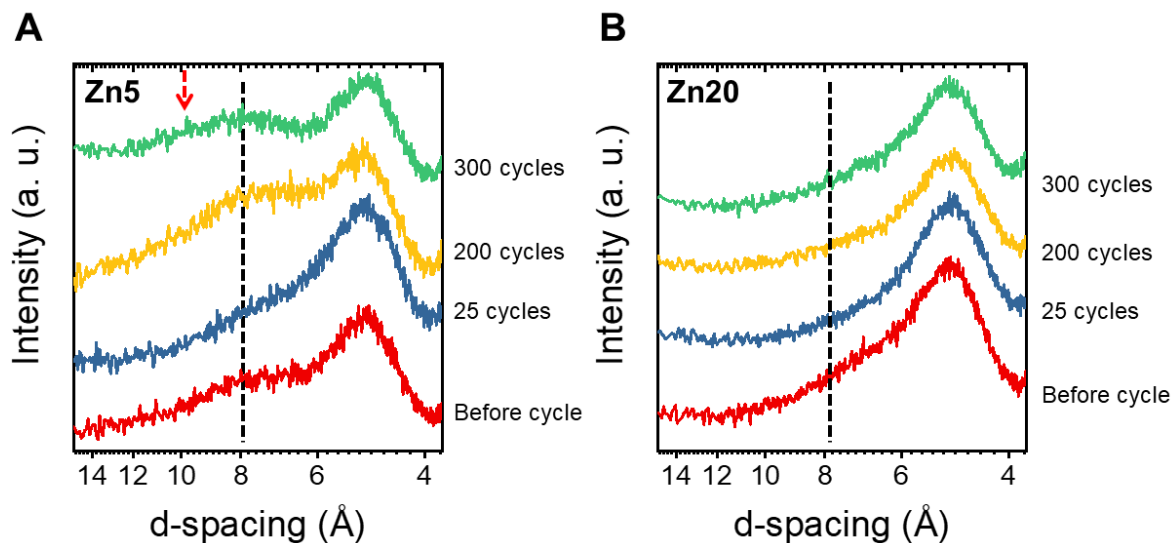 A
Zn5
Intensity (a. u.)
300 cycles
200 cycles
25 cycles
Before cycle
14 12 10 8 6 4
d-spacing (Å)
B
Zn20
Intensity (a. u.)
300 cycles
200 cycles
25 cycles
Before cycle
14 12 10 8 6 4
d-spacing (Å)